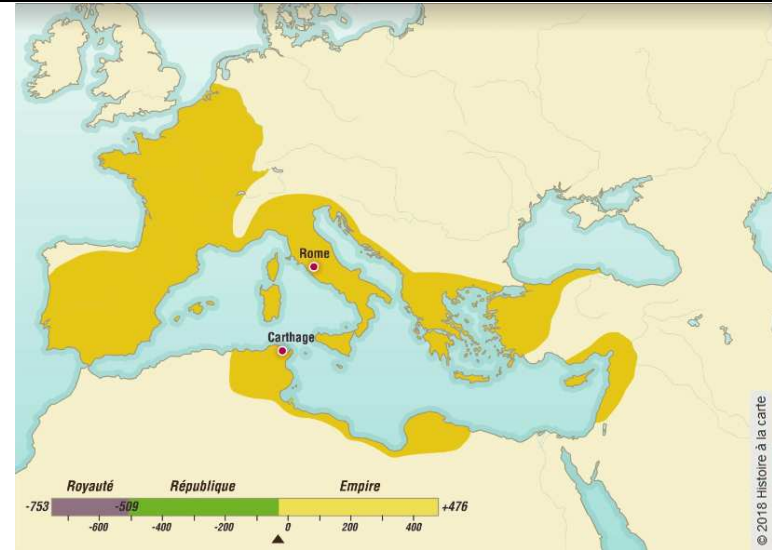 Rome
Carthage
Royauté République Empire
-753 -509 +476
-600 -400 -200 0 200 400
© 2018 Histoire à la carte